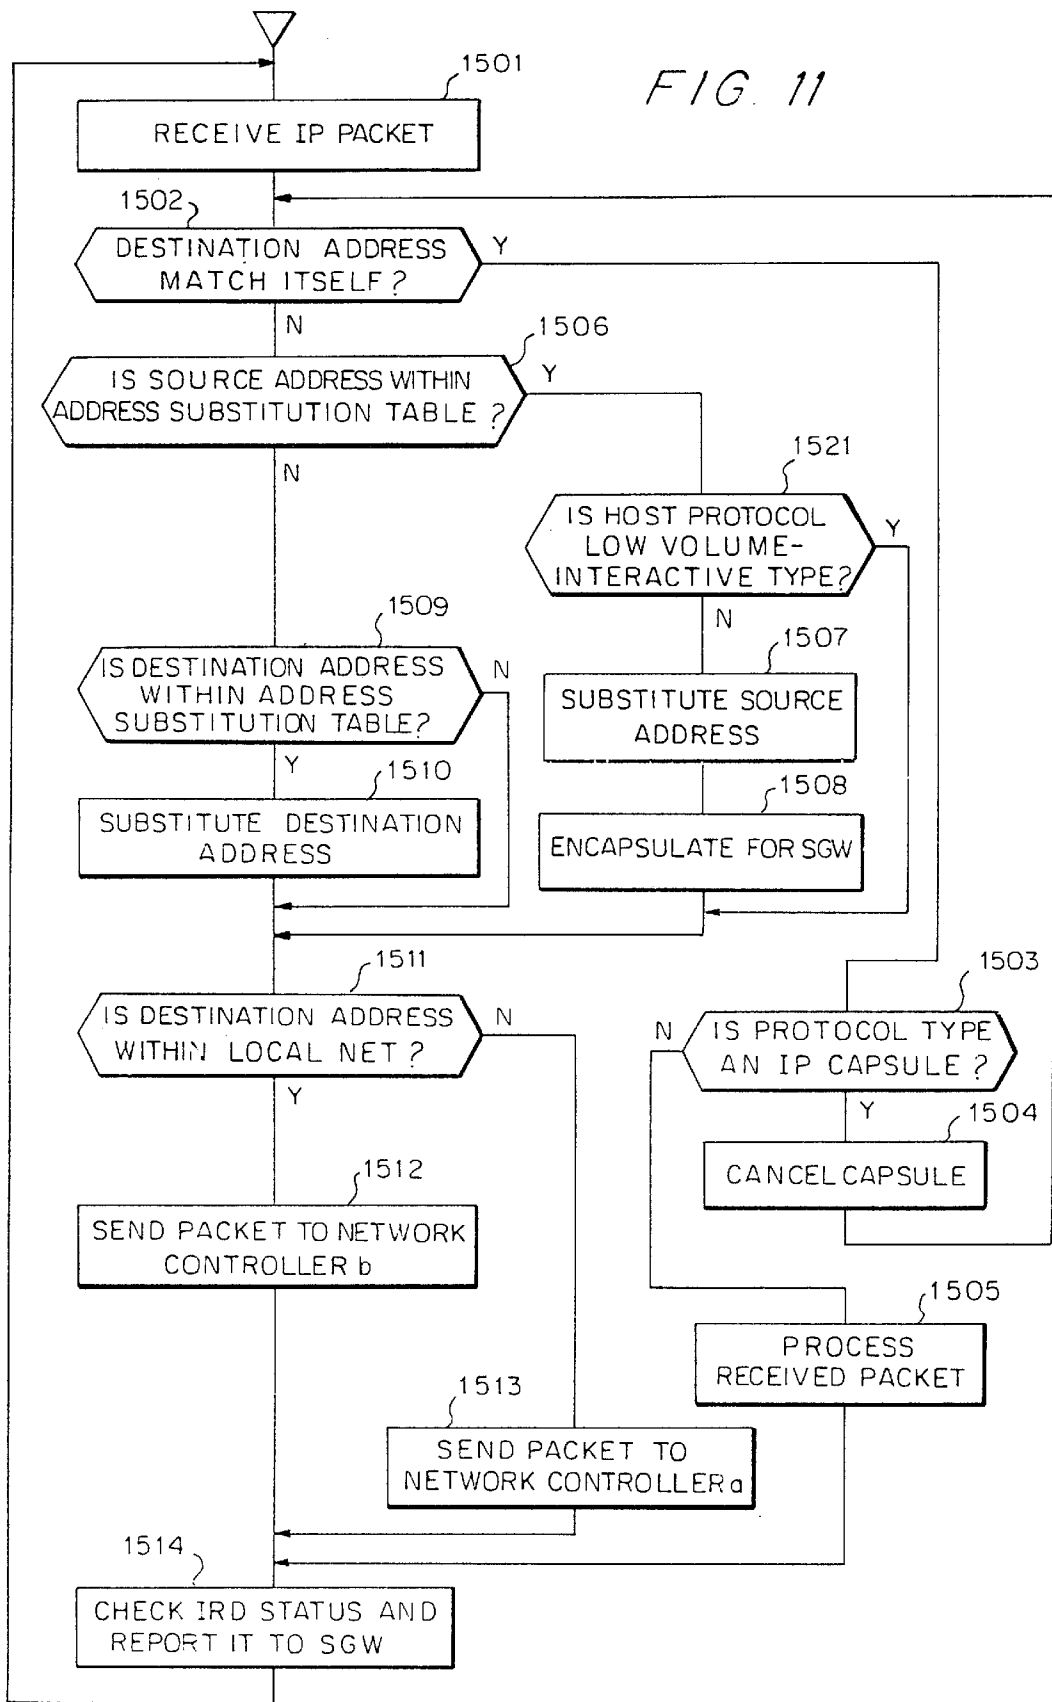 FIG. 11
1501
RECEIVE IP PACKET
1502
DESTINATION ADDRESS
MATCH ITSELF?
Y
N
1506
IS SOURCE ADDRESS WITHIN
ADDRESS SUBSTITUTION TABLE?
Y
N
1521
IS HOST PROTOCOL
LOW VOLUME-
INTERACTIVE TYPE?
Y
N
1509
IS DESTINATION ADDRESS
WITHIN ADDRESS
SUBSTITUTION TABLE?
N
Y
1507
SUBSTITUTE SOURCE
ADDRESS
1510
SUBSTITUTE DESTINATION
ADDRESS
1508
ENCAPSULATE FOR SGW
1511
IS DESTINATION ADDRESS
WITHIN LOCAL NET?
N
Y
1503
IS PROTOCOL TYPE
AN IP CAPSULE?
N
Y
1504
CANCEL CAPSULE
1512
SEND PACKET TO NETWORK
CONTROLLER b
1505
PROCESS
RECEIVED PACKET
1513
SEND PACKET TO
NETWORK CONTROLLER a
1514
CHECK IRD STATUS AND
REPORT IT TO SGW